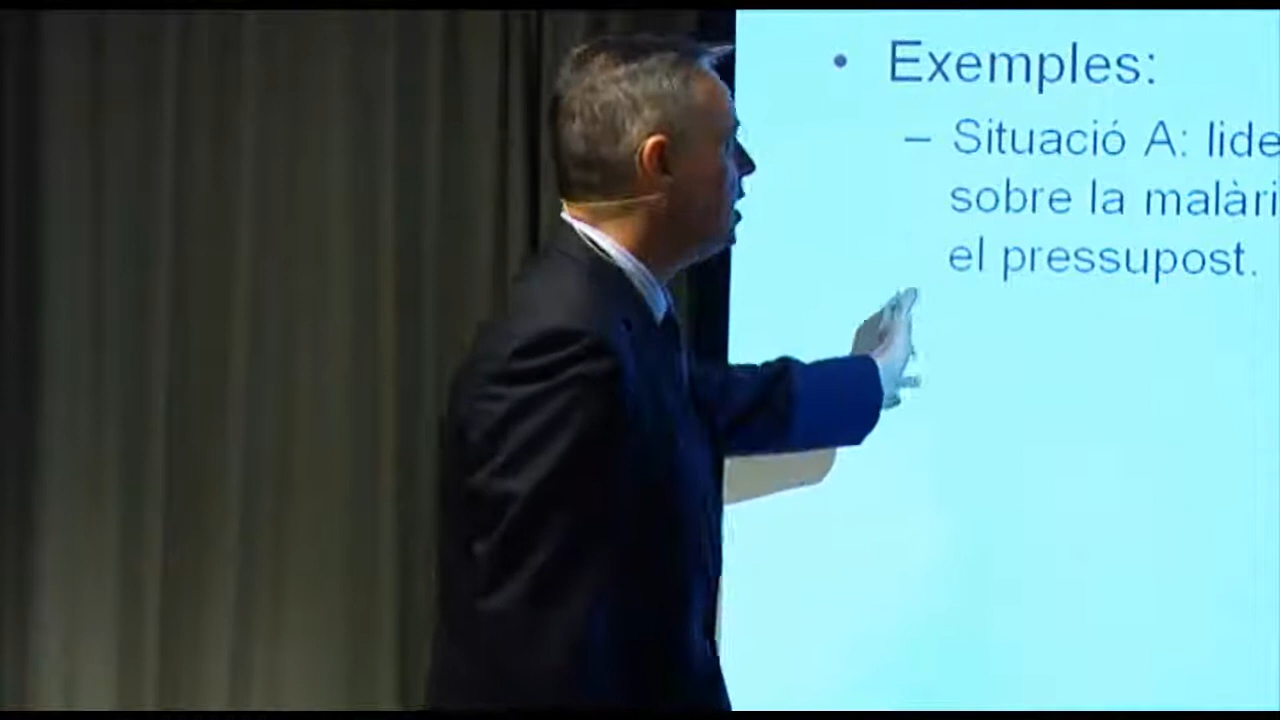 • Exemples:
– Situació A: lide
sobre la malàri
el pressupost.